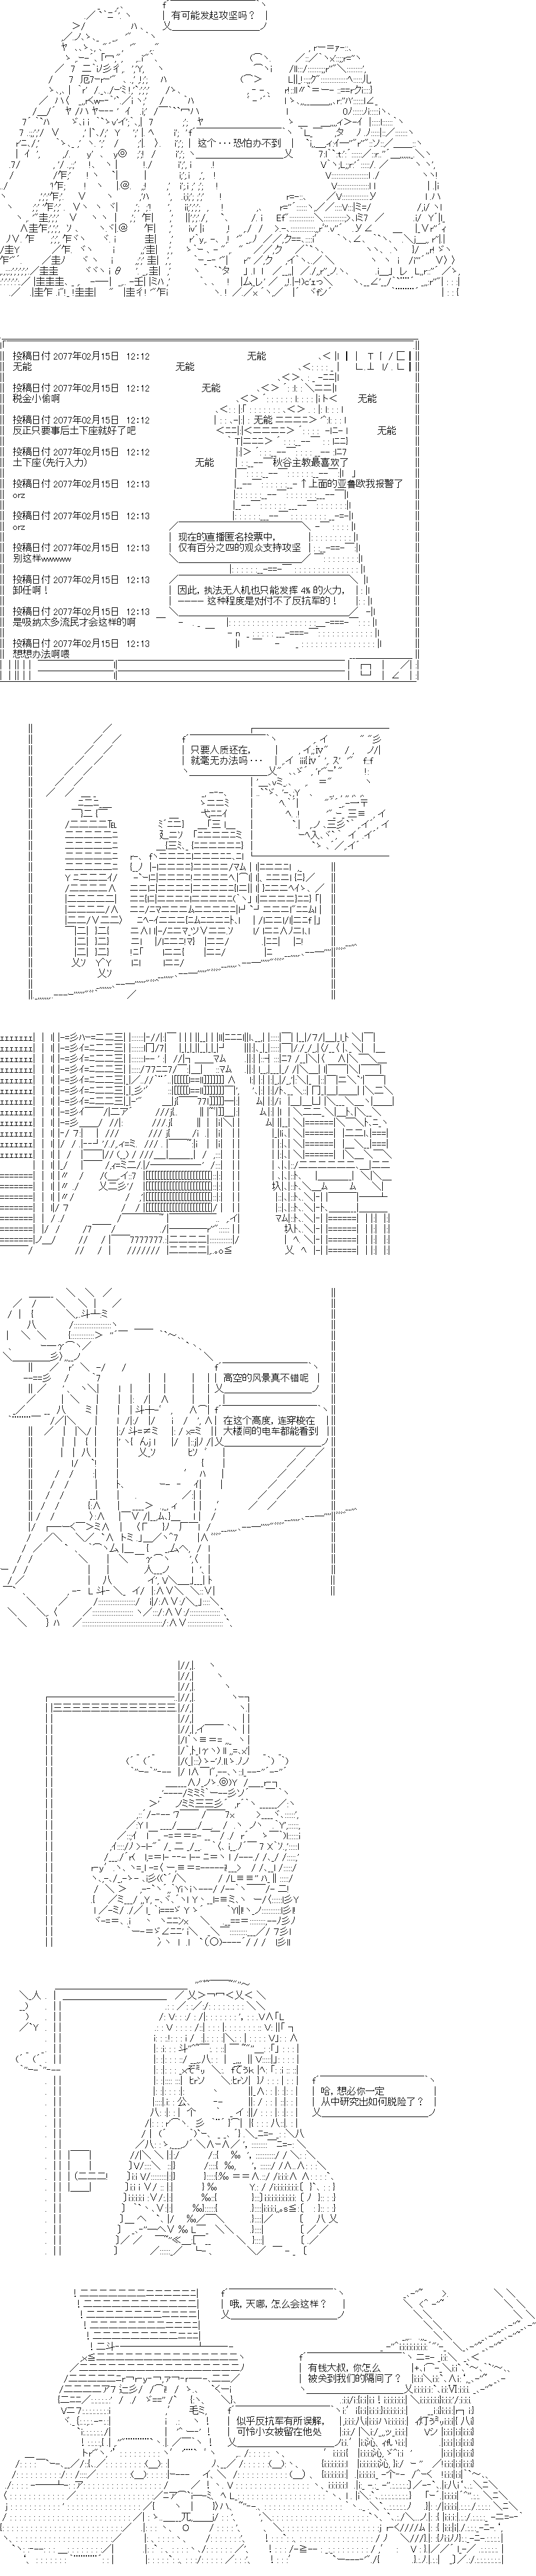 有可能发起攻坚吗？
这个･･･恐怕办不到
投稿日付 2077年02月15日　12:12
无能
无能
无能
投稿日付 2077年02月15日　12:12
税金小偷啊
无能
无能
投稿日付 2077年02月15日　12:12
无能
反正只要事后土下座就好了吧
无能
投稿日付 2077年02月15日　12:12
土下座(先行入力)
无能
秋谷主教最喜欢了
投稿日付 2077年02月15日　12:13
orz
↑上面的亚鲁欧我报警了
投稿日付 2077年02月15日　12:13
orz
现在的直播匿名投票中，
仅有百分之四的观众支持攻坚
投稿日付 2077年02月15日　12:13
别这样wwwww
投稿日付 2077年02月15日　12:13
卸任啊！
因此，执法无人机也只能发挥 4% 的火力，
———— 这种程度是对付不了反抗军的！
投稿日付 2077年02月15日　12:13
是吸纳太多流民才会这样的啊
投稿日付 2077年02月15日　12:13
想想办法啊喂
只要人质还在，
就毫无办法吗･･･
高空的风景真不错呢
在这个高度，连穿梭在
大楼间的电车都能看到
哈，想必你一定
从中研究出如何脱险了？
哦，天哪，怎么会这样？
有钱大叔，你怎么
被关到我们的隔间了？
似乎反抗军有所误解，
可怜小女被留在他处